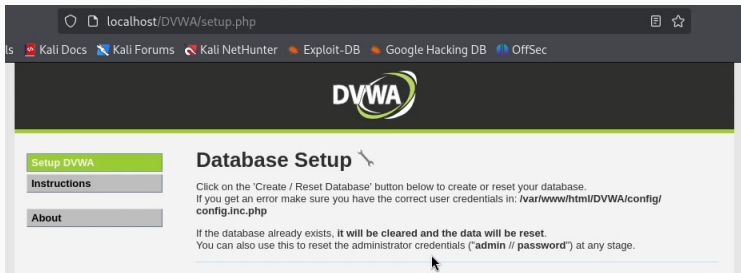 localhost/DVWA/setup.php
ls Kali Docs Kali Forums Kali NetHunter Exploit-DB Google Hacking DB OffSec
DVWA
Setup DVWA
Instructions
About
Database Setup
Click on the 'Create / Reset Database' button below to create or reset your database.
If you get an error make sure you have the correct user credentials in: /var/www/html/DVWA/config/
config.inc.php
If the database already exists, it will be cleared and the data will be reset.
You can also use this to reset the administrator credentials ("admin // password") at any stage.